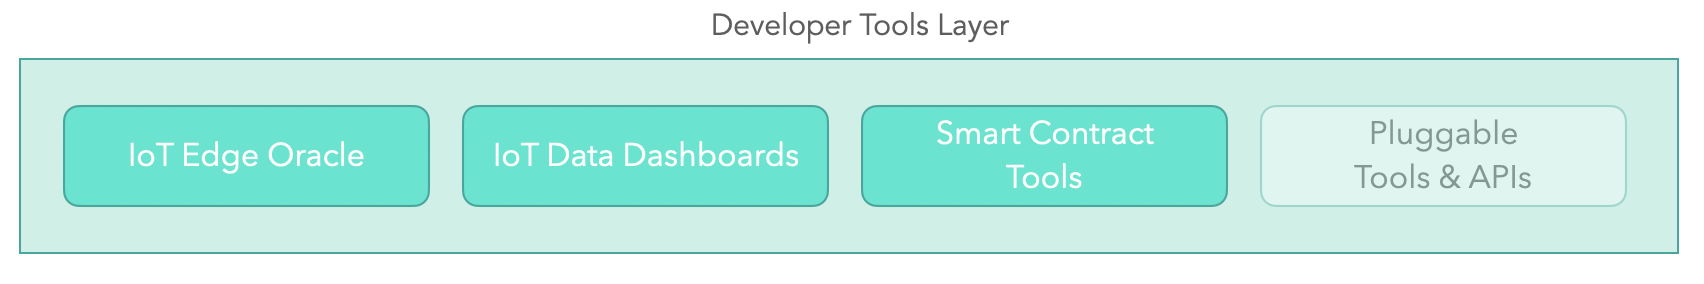 Developer Tools Layer
IoT Edge Oracle
IoT Data Dashboards
Smart Contract
Tools
Pluggable
Tools & APIs